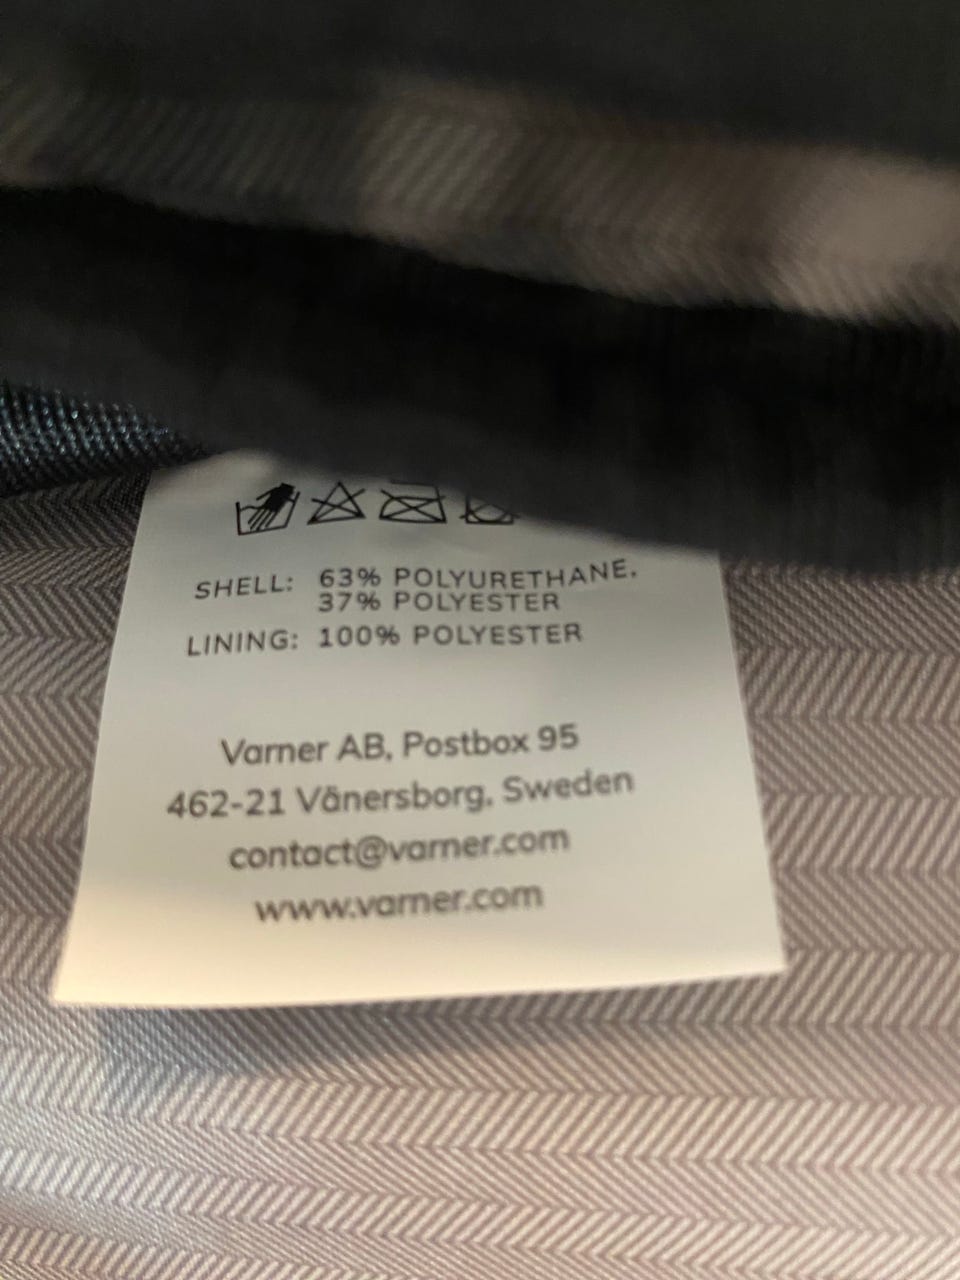 SHELL: 63% POLYURETHANE,
37% POLYESTER
LINING: 100% POLYESTER
Varner AB, Postbox 95
462-21 Vänersborg, Sweden
contact@varner.com
www.varner.com